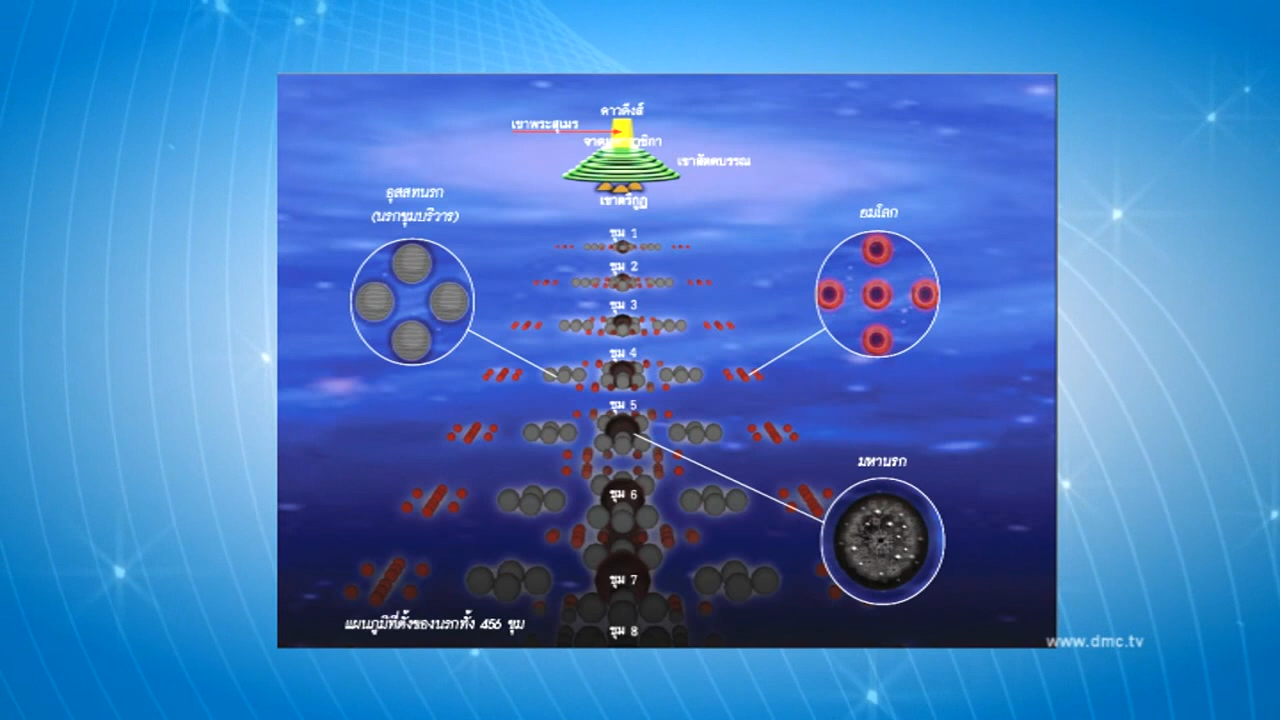 ดาวดึงส์
เขาพระสุเมรุ
เขาสัตตบรรณ
เขาตรีกูฏ
อุสสทนรก
(นรกขุมบริวาร)
ยมโลก
ขุม 1
ขุม 2
ขุม 3
ขุม 4
ขุม 5
มหานรก
ขุม 6
ขุม 7
แผนภูมิที่ตั้งของนรกทั้ง 456 ขุม
ขุม 8
www.dmc.tv